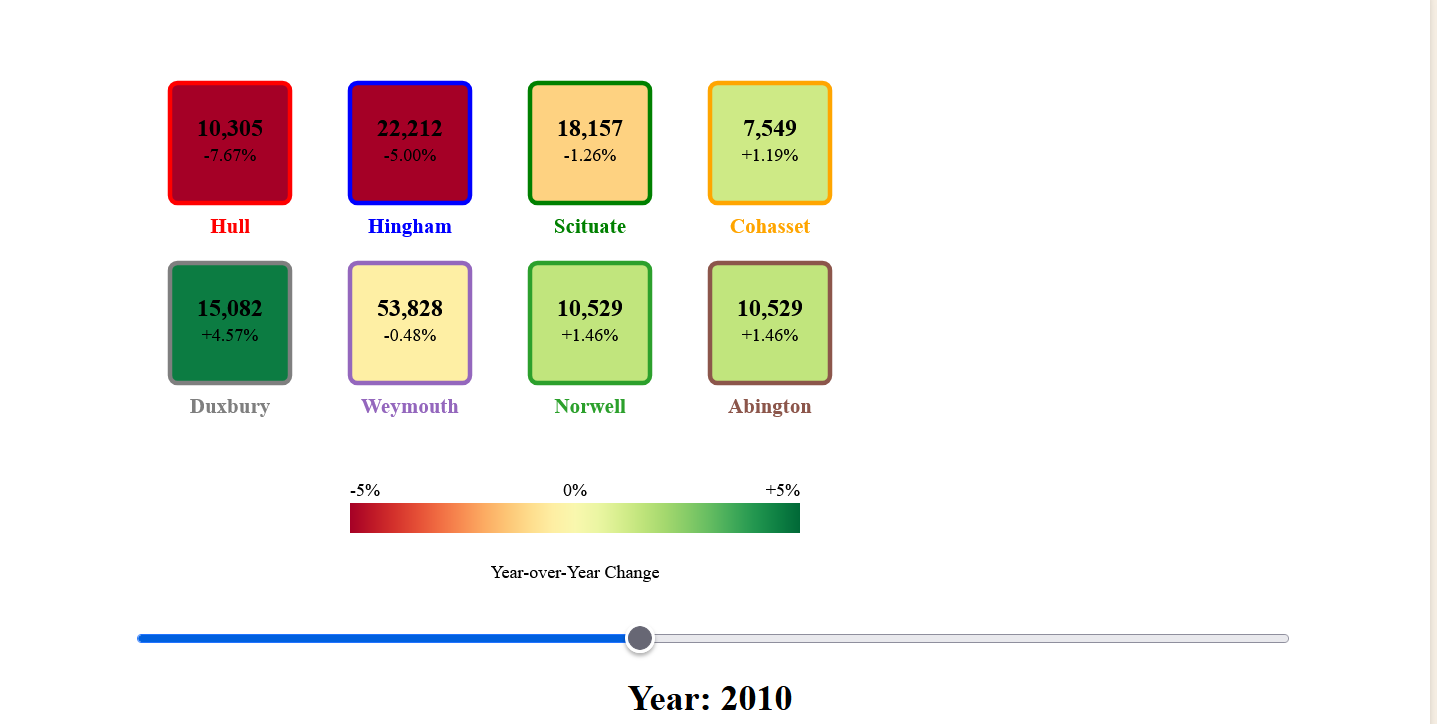 10,305
-7.67%
Hull
22,212
-5.00%
Hingham
18,157
-1.26%
Scituate
7,549
+1.19%
Cohasset
15,082
+4.57%
Duxbury
53,828
-0.48%
Weymouth
10,529
+1.46%
Norwell
10,529
+1.46%
Abington
-5% 0% +5%
Year-over-Year Change
Year: 2010